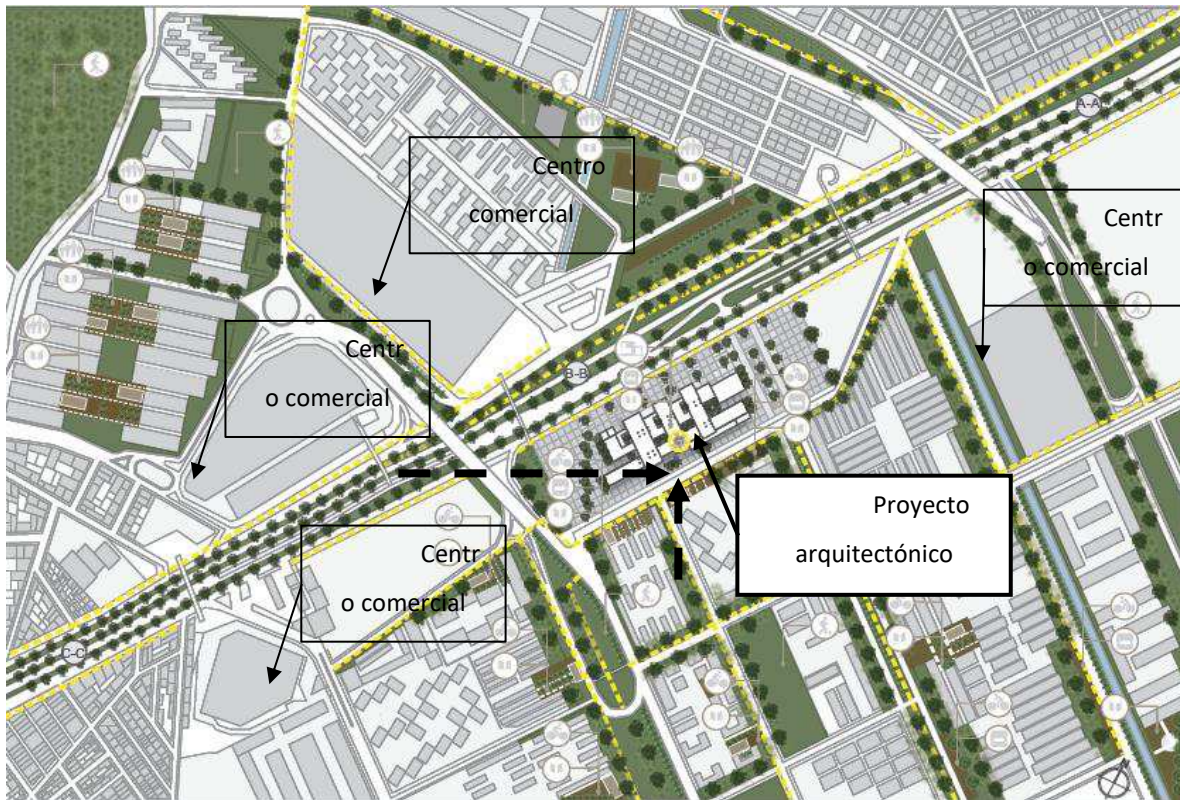 A-A
Centro
comercial
Centr
o comercial
Centr
o comercial
B-B
Proyecto
arquitectónico
Centr
o comercial
C-C